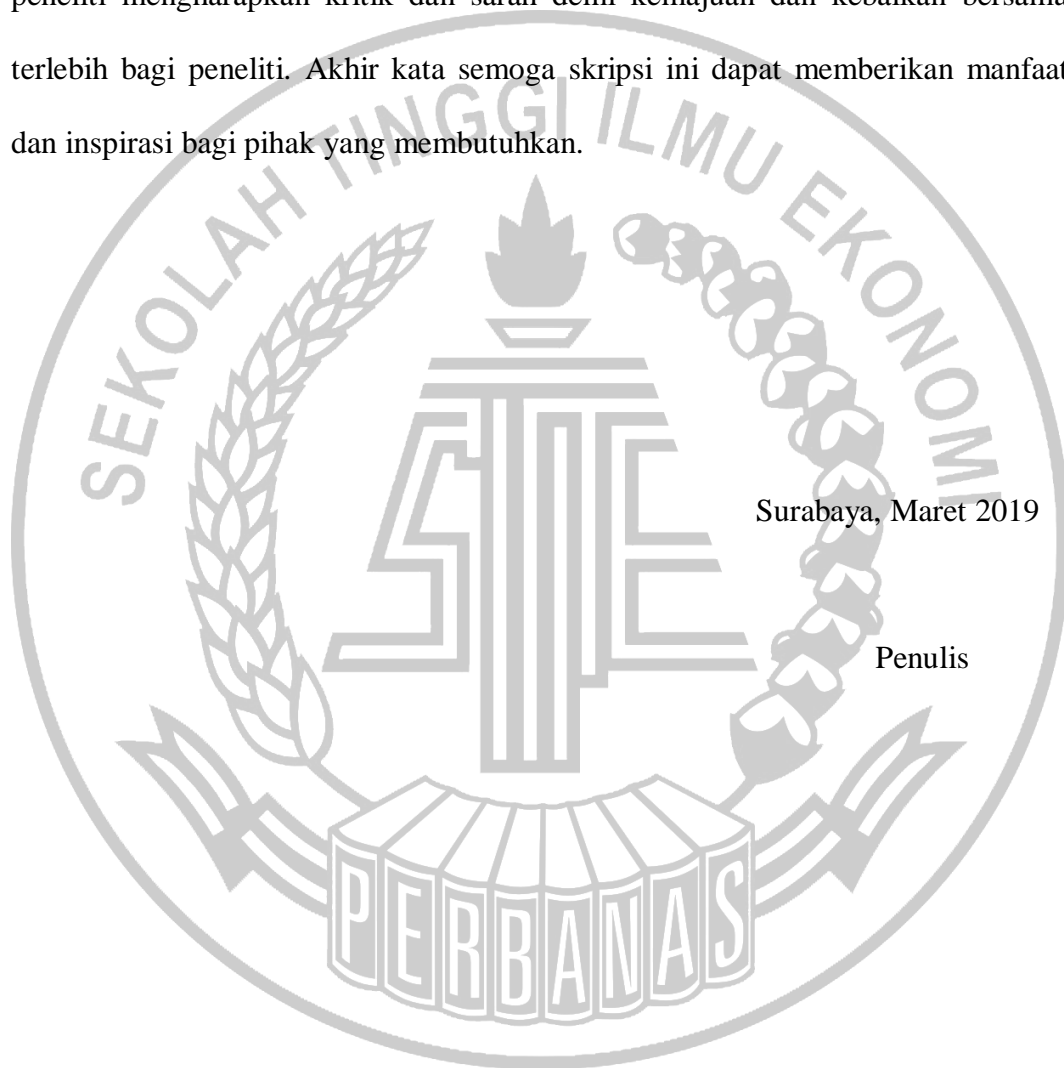 peneliti mengharapkan kritik dan saran demi kemajuan dan kebaikan bersama
terlebih bagi peneliti. Akhir kata semoga skripsi ini dapat memberikan manfaat
dan inspirasi bagi pihak yang membutuhkan.
SEKOLAH TINGGI ILMU EKONOMI
Surabaya, Maret 2019
STIE
Penulis
PERBANAS